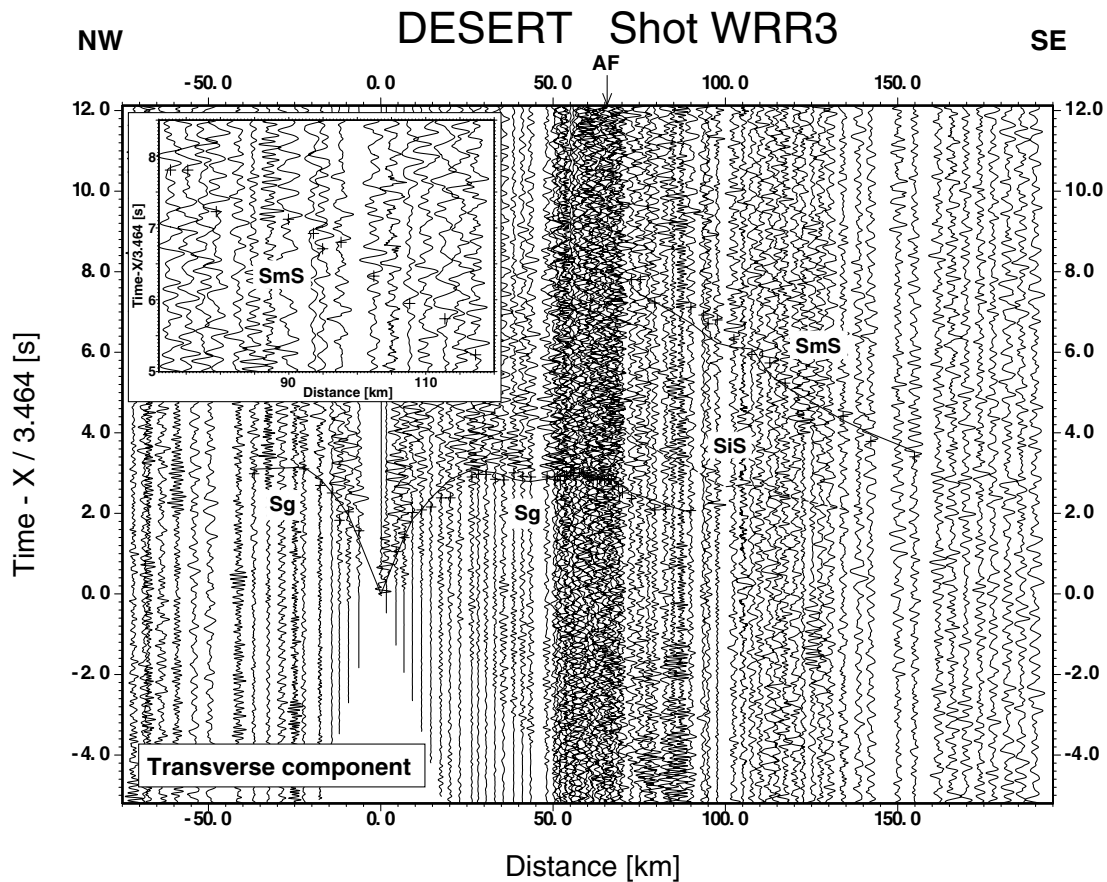 DESERT Shot WRR3
NW
SE
AF
-50.0 0.0 50.0 100.0 150.0
12.0 12.0
10.0 10.0
8.0 8.0
6.0 6.0
4.0 4.0
2.0 2.0
0.0 0.0
-2.0 -2.0
-4.0 -4.0
Time - X / 3.464 [s]
Time-X/3.464 [s]
8
7
6
5
SmS
90 110
Distance [km]
SmS
SiS
Sg
Sg
Transverse component
-50.0 0.0 50.0 100.0 150.0
Distance [km]